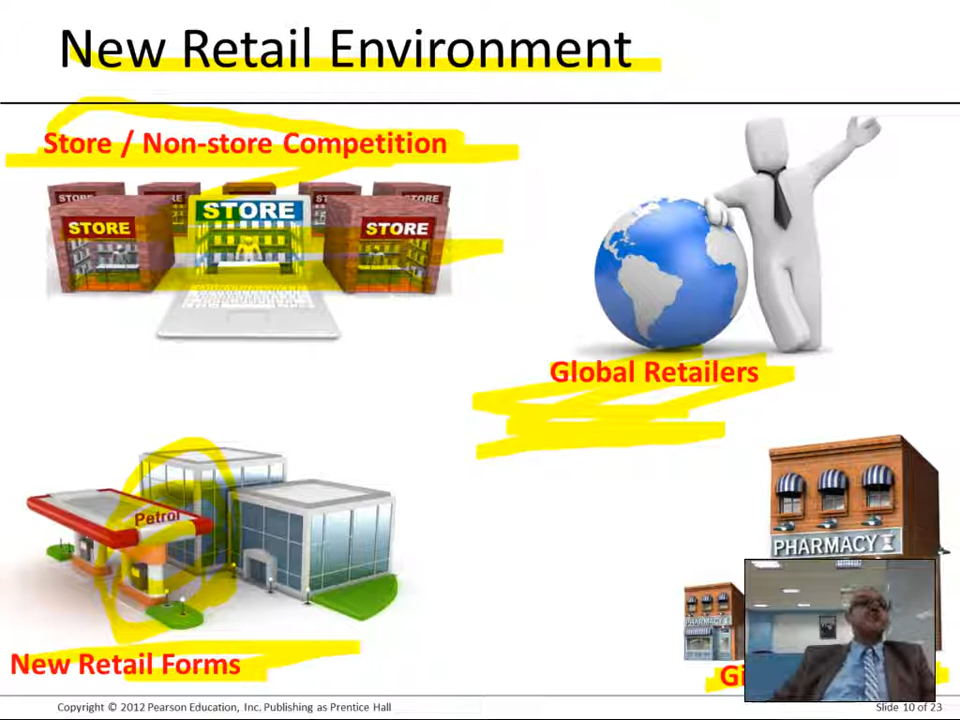 New Retail Environment
Store / Non-store Competition
STORE
STORE
STORE
STORE
STORE
Global Retailers
Petrol
PHARMACY
PHARMACY
New Retail Forms
Copyright © 2012 Pearson Education, Inc. Publishing as Prentice Hall
Slide 10 of 23